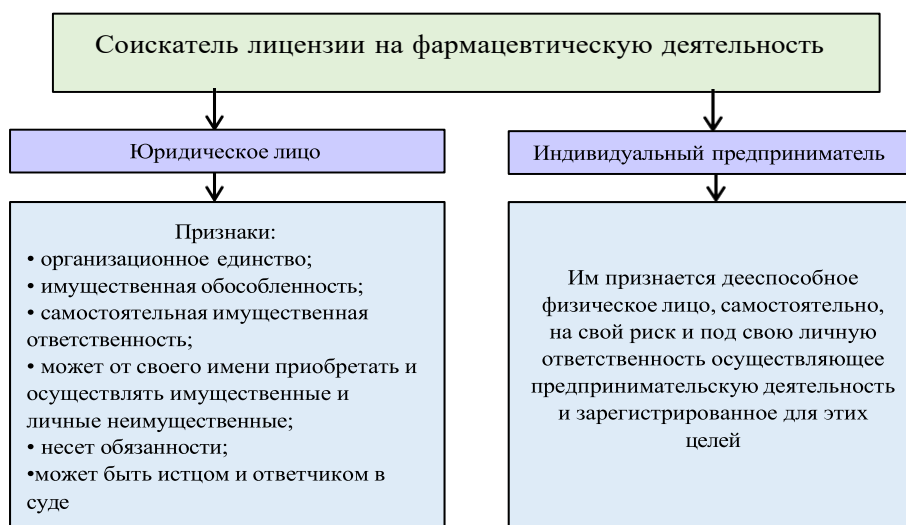 Соискатель лицензии на фармацевтическую деятельность
Юридическое лицо
Индивидуальный предприниматель
Признаки:
• организационное единство;
• имущественная обособленность;
• самостоятельная имущественная
ответственность;
• может от своего имени приобретать и
осуществлять имущественные и
личные неимущественные;
• несет обязанности;
•может быть истцом и ответчиком в
суде
Им признается дееспособное
физическое лицо, самостоятельно,
на свой риск и под свою личную
ответственность осуществляющее
предпринимательскую деятельность
и зарегистрированное для этих
целей